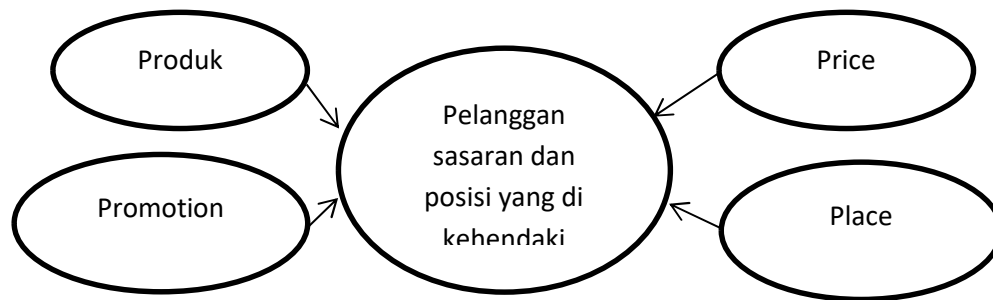 Produk
Promotion
Pelanggan
sasaran dan
posisi yang di
kehendaki
Price
Place